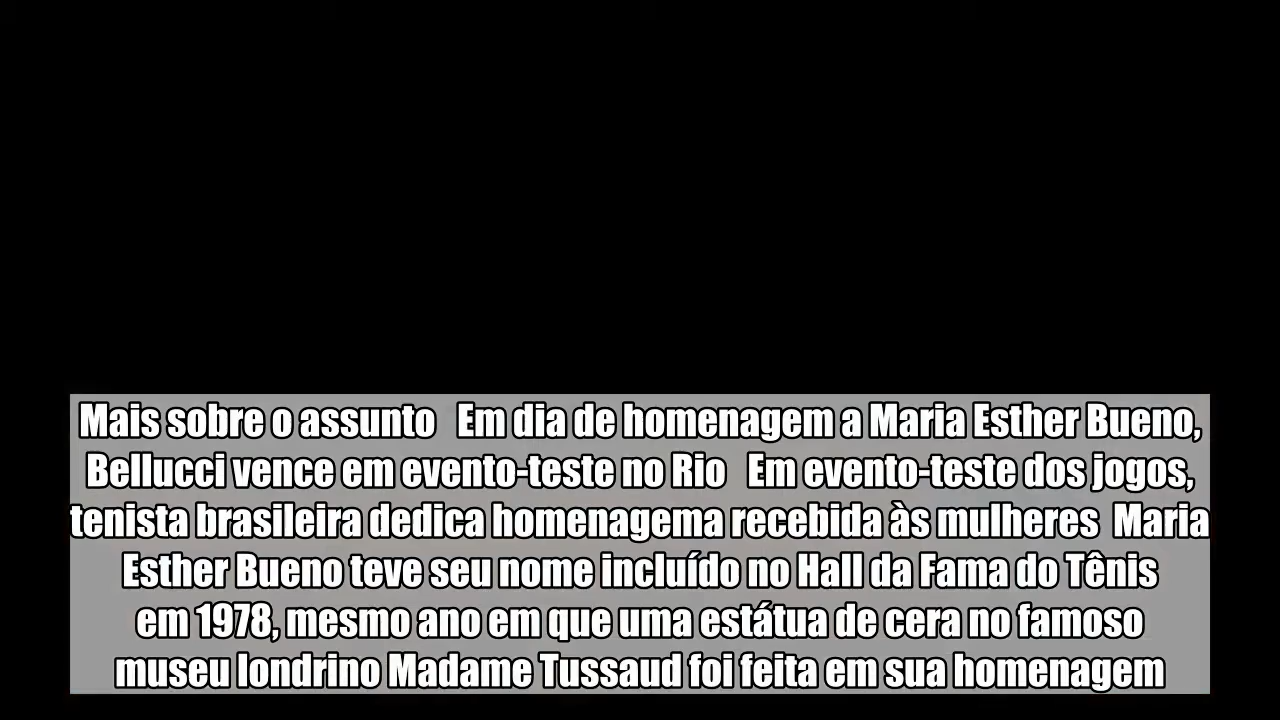 Mais sobre o assunto   Em dia de homenagem a Maria Esther Bueno,
Bellucci vence em evento-teste no Rio   Em evento-teste dos jogos,
tenista brasileira dedica homenagema recebida às mulheres  Maria
Esther Bueno teve seu nome incluído no Hall da Fama do Tênis
em 1978, mesmo ano em que uma estátua de cera no famoso
museu londrino Madame Tussaud foi feita em sua homenagem